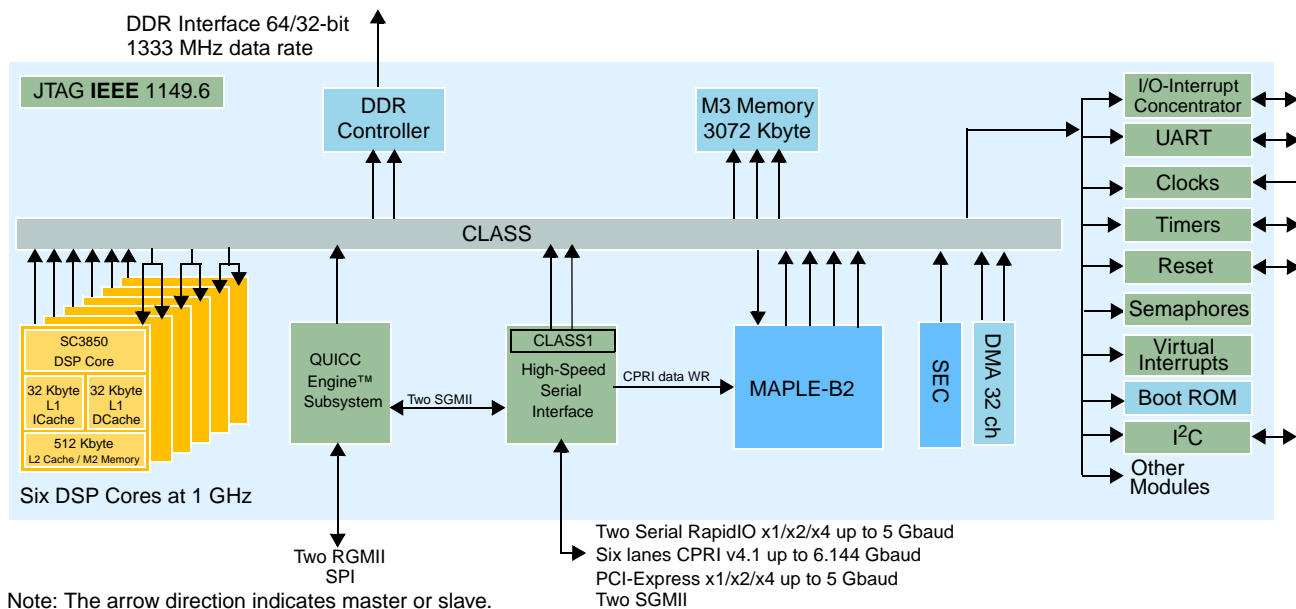 DDR Interface 64/32-bit
1333 MHz data rate
JTAG IEEE 1149.6
DDR
Controller
M3 Memory
3072 Kbyte
I/O-Interrupt
Concentrator
UART
Clocks
Timers
Reset
Semaphores
Virtual
Interrupts
Boot ROM
I²C
Other
Modules
CLASS
SC3850
DSP Core
32 Kbyte
L1
ICache
32 Kbyte
L1
DCache
512 Kbyte
L2 Cache / M2 Memory
Six DSP Cores at 1 GHz
QUICC
Engine™
Subsystem
Two SGMII
CLASS1
High-Speed
Serial
Interface
CPRI data WR
MAPLE-B2
SEC
DMA 32 ch
Two RGMII
SPI
Two Serial RapidIO x1/x2/x4 up to 5 Gbaud
Six lanes CPRI v4.1 up to 6.144 Gbaud
PCI-Express x1/x2/x4 up to 5 Gbaud
Two SGMII
Note: The arrow direction indicates master or slave.